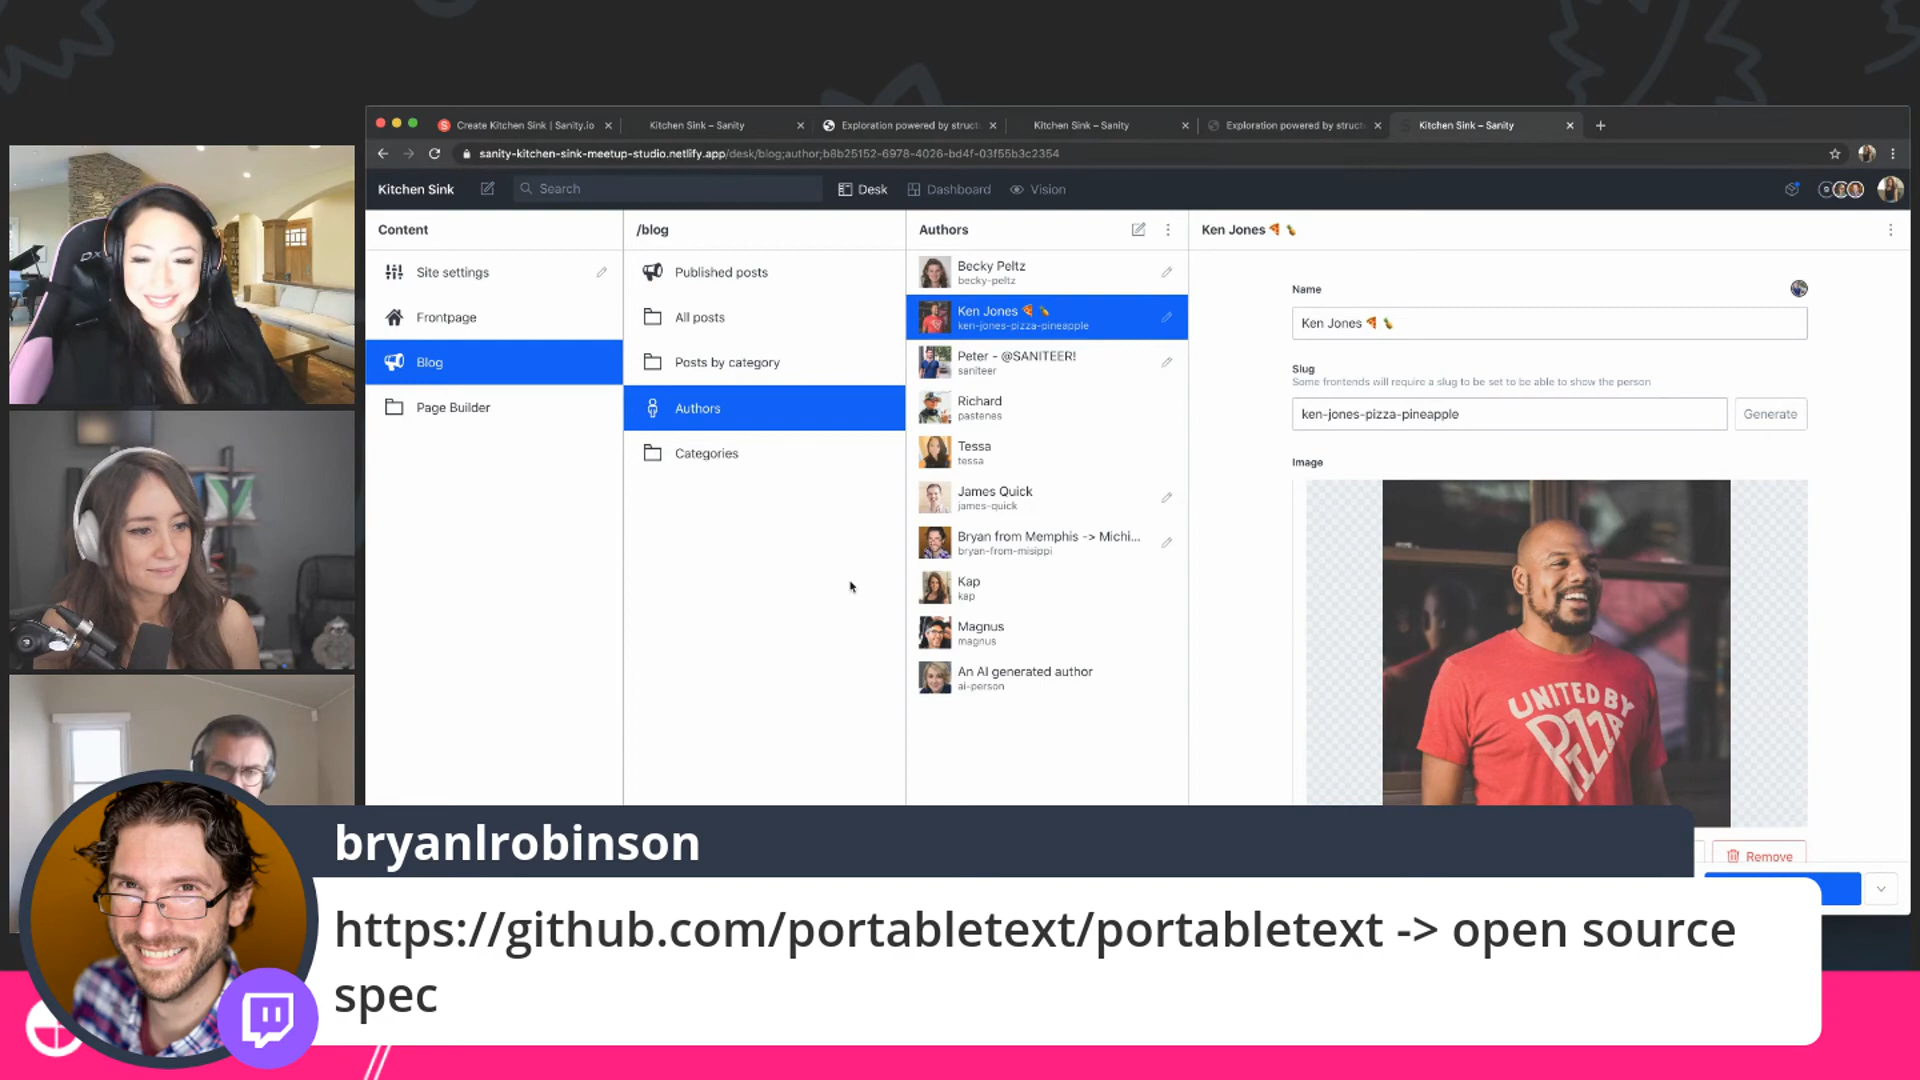 Create Kitchen Sink | Sanity.io
Kitchen Sink – Sanity
Exploration powered by struct
Kitchen Sink – Sanity
Exploration powered by struct
Kitchen Sink – Sanity
sanity-kitchen-sink-meetup-studio.netlify.app/desk/blog;author;b8b25152-6978-4026-bd4f-03f55b3c2354
Kitchen Sink
Search
Desk
Dashboard
Vision
Content
Site settings
Frontpage
Blog
Page Builder
/blog
Published posts
All posts
Posts by category
Authors
Categories
Authors
Becky Peltz
becky-peltz
Ken Jones 🍕 🍍
ken-jones-pizza-pineapple
Peter - @SANITEER!
saniteer
Richard
pastenes
Tessa
tessa
James Quick
james-quick
Bryan from Memphis -> Michi...
bryan-from-misippi
Kap
kap
Magnus
magnus
An AI generated author
ai-person
Ken Jones 🍕 🍍
Name
Ken Jones 🍕 🍍
Slug
Some frontends will require a slug to be set to be able to show the person
ken-jones-pizza-pineapple
Generate
Image
UNITED BY
PIZZA
Remove
bryanlrobinson
https://github.com/portabletext/portabletext -> open source
spec